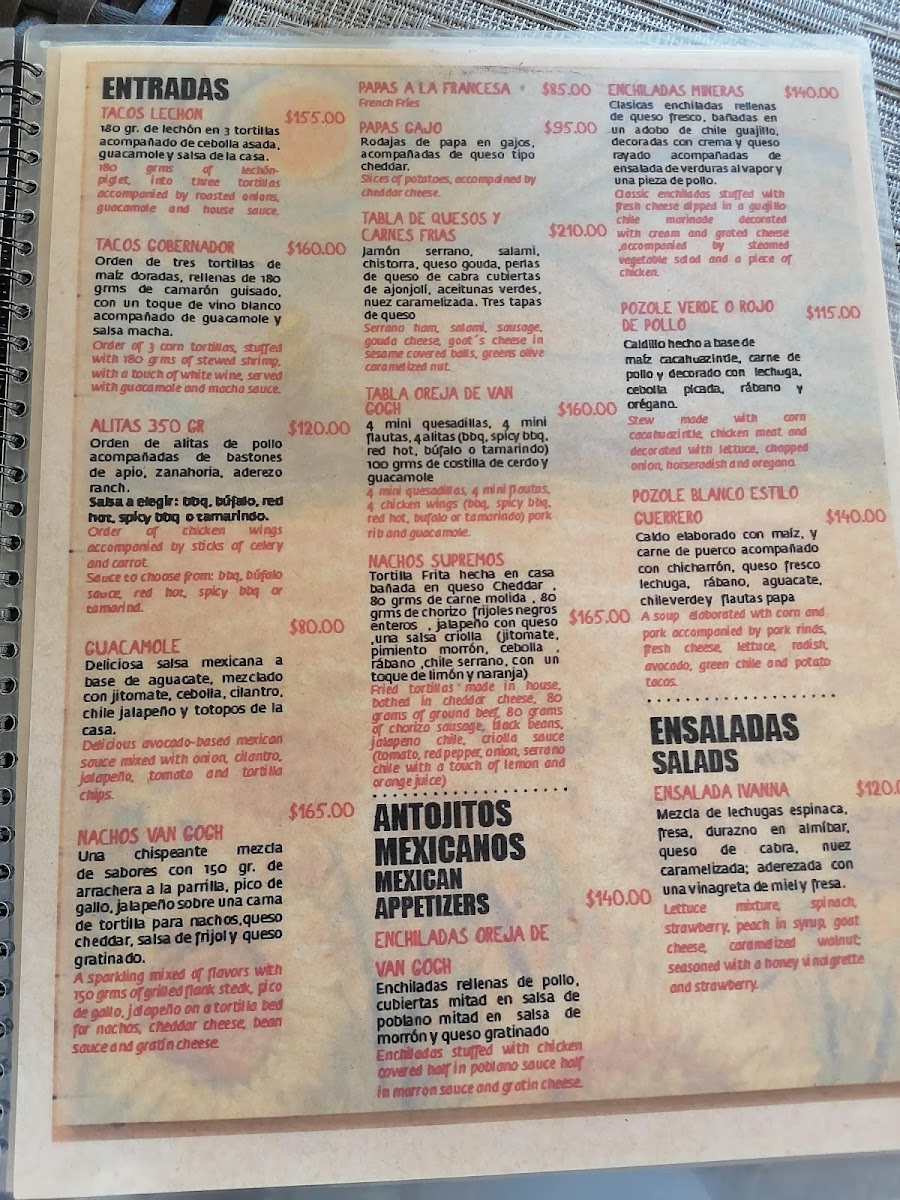 ENTRADAS
TACOS LECHON $155.00
180 gr. de lechón en 3 tortillas
acompañado de cebolla asada,
guacamole y salsa de la casa.
180 grms of lechón-
piglet, into three tortillas
accompanied by roasted onions,
guacamole and house sauce.
TACOS GOBERNADOR $160.00
Orden de tres tortillas de
maíz doradas, rellenas de 180
grms de camarón guisado,
con un toque de vino blanco
acompañado de guacamole y
salsa macha.
Order of 3 corn tortillas, stuffed
with 180 grms of stewed shrimp,
with a touch of white wine, served
with guacamole and macha sauce.
ALITAS 350 GR $120.00
Orden de alitas de pollo
acompañadas de bastones
de apio, zanahoria, aderezo
ranch.
Salsa a elegir: bbq, búfalo, red
hot, spicy bbq o tamarindo.
Order of chicken wings
accompanied by sticks of celery
and carrot.
Sauce to choose from: bbq, búfalo
sauce, red hot, spicy bbq or
tamarind.
$80.00
GUACAMOLE
Deliciosa salsa mexicana a
base de aguacate, mezclado
con jitomate, cebolla, cilantro,
chile jalapeño y totopos de la
casa.
Delicious avocado-based mexican
sauce mixed with onion, cilantro,
jalapeño, tomato and tortilla
chips.
$165.00
NACHOS VAN GOGH
Una chispeante mezcla
de sabores con 150 gr. de
arrachera a la parrilla, pico de
gallo, jalapeño sobre una cama
de tortilla para nachos,queso
cheddar, salsa de frijol y queso
gratinado.
A sparkling mixed of flavors with
150 grms of grilled flank steak, pico
de gallo, jalapeño on a tortilla bed
for nachos, cheddar cheese, bean
sauce and gratin cheese.
PAPAS A LA FRANCESA $85.00
French Fries
PAPAS GAJO $95.00
Rodajas de papa en gajos,
acompañadas de queso tipo
cheddar.
Slices of potatoes, accompained by
cheddar cheese.
TABLA DE QUESOS Y
CARNES FRIAS $210.00
Jamón serrano, salami,
chistorra, queso gouda, perlas
de queso de cabra cubiertas
de ajonjolí, aceitunas verdes,
nuez caramelizada. Tres tapas
de queso
Serrano ham, salami, sausage,
gouda cheese, goat´s cheese in
sesame covered balls, greens olive
caramelized nut.
TABLA OREJA DE VAN
GOGH $160.00
4 mini quesadillas, 4 mini
flautas, 4 alitas (bbq, spicy bbq,
red hot, búfalo o tamarindo)
100 grms de costilla de cerdo y
guacamole
4 mini quesadillas, 4 mini flautas,
4 chicken wings (bbq, spicy bbq,
red hot, bufalo or tamarindo) pork
rib and guacamole.
NACHOS SUPREMOS
Tortilla Frita hecha en casa
bañada en queso Cheddar ,
80 grms de carne molida , 80
grms de chorizo frijoles negros
enteros , jalapeño con queso $165.00
,una salsa criolla (jitomate,
pimiento morrón, cebolla ,
rábano ,chile serrano, con un
toque de limón y naranja)
Fried tortillas made in house,
bathed in cheddar cheese, 80
grams of ground beef, 80 grams
of chorizo sausage, black beans,
jalapeno chile, criolla sauce
(tomato, red pepper, onion, serrano
chile with a touch of lemon and
orange juice)
ANTOJITOS
MEXICANOS
MEXICAN
APPETIZERS
$140.00
ENCHILADAS OREJA DE
VAN GOGH
Enchiladas rellenas de pollo,
cubiertas mitad en salsa de
poblano mitad en salsa de
morrón y queso gratinado
Enchiladas stuffed with chicken
covered half in poblano sauce half
in morron sauce and gratin cheese.
ENCHILADAS MINERAS $140.00
Clasicas enchiladas rellenas
de queso fresco, bañadas en
un adobo de chile guajillo,
decoradas con crema y queso
rayado acompañadas de
ensalada de verduras al vapor y
una pieza de pollo.
Classic enchiladas stuffed with
fresh cheese dipped in a guajillo
chile marinade decorated
with cream and grated cheese
,accompanied by steamed
vegetable salad and a piece of
chicken.
POZOLE VERDE O ROJO $115.00
DE POLLO
Caldillo hecho a base de
maíz cacahuazinde, carne de
pollo y decorado con lechuga,
cebolla picada, rábano y
orégano.
Stew made with corn
cacahuazintle, chicken meat and
decorated with lettuce, chopped
onion, horseradish and oregano.
POZOLE BLANCO ESTILO
GUERRERO $140.00
Caldo elaborado con maíz, y
carne de puerco acompañado
con chicharrón, queso fresco
lechuga, rábano, aguacate,
chile verde y flautas papa
A soup elaborated with corn and
pork accompanied by pork rinds,
fresh cheese, lettuce, radish,
avocado, green chile and potato
tacos.
ENSALADAS
SALADS
ENSALADA IVANNA $120.0
Mezcla de lechugas espinaca,
fresa, durazno en almíbar,
queso de cabra, nuez
caramelizada; aderezada con
una vinagreta de miel y fresa.
Lettuce mixture, spinach,
strawberry, peach in syrup, goat
cheese, caramelized walnut;
seasoned with a honey vinaigrette
and strawberry.